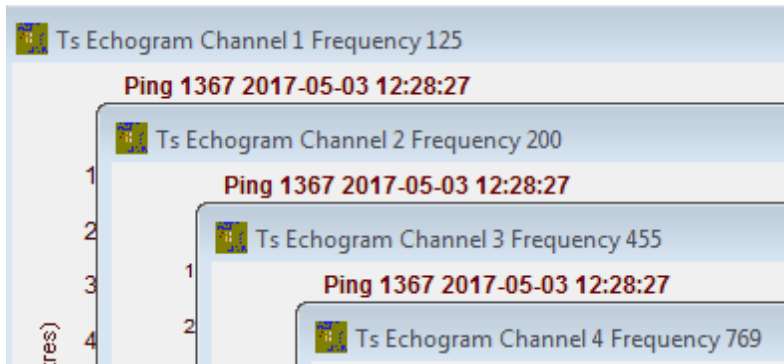 Ts Echogram Channel 1 Frequency 125
Ping 1367 2017-05-03 12:28:27
Ts Echogram Channel 2 Frequency 200
1
Ping 1367 2017-05-03 12:28:27
2
Ts Echogram Channel 3 Frequency 455
1
3
Ping 1367 2017-05-03 12:28:27
2
4
Ts Echogram Channel 4 Frequency 769